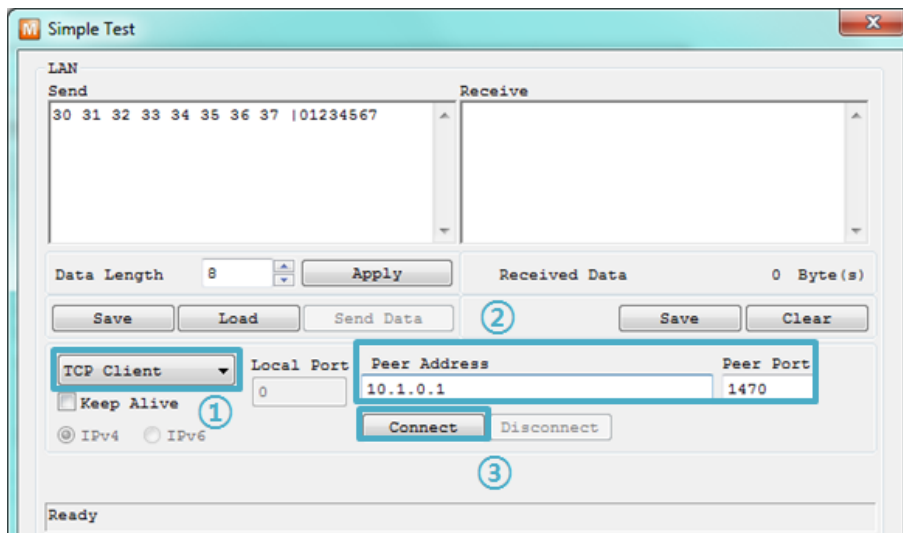 M Simple Test X
LAN
Send Receive
30 31 32 33 34 35 36 37 |01234567
Data Length 8 Apply Received Data 0 Byte(s)
Save Load Send Data ② Save Clear
TCP Client Local Port Peer Address Peer Port
0 10.1.0.1 1470
Keep Alive ① Connect Disconnect
IPv4 IPv6
③
Ready